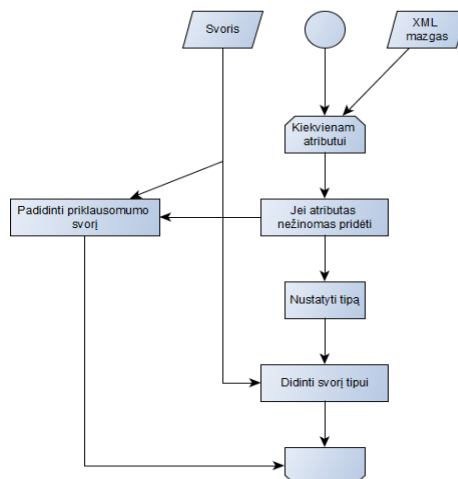 Svoris
XML
mazgas
Kiekvienam
atributui
Padidinti priklausomumo
svorį
Jei atributas
nežinomas pridėti
Nustatyti tipą
Didinti svorį tipui